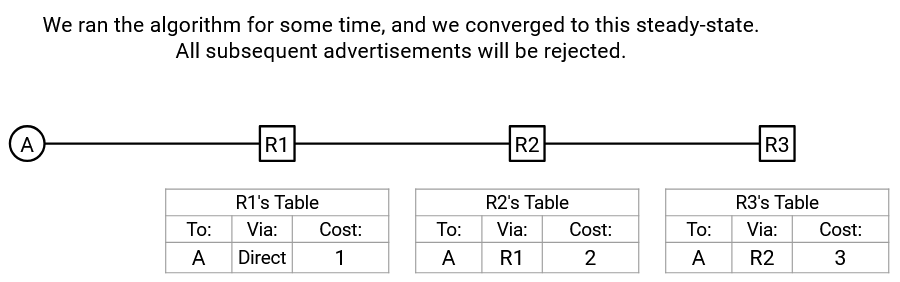 We ran the algorithm for some time, and we converged to this steady-state.
All subsequent advertisements will be rejected.
A R1 R2 R3
R1's Table
To: Via: Cost:
A Direct 1
R2's Table
To: Via: Cost:
A R1 2
R3's Table
To: Via: Cost:
A R2 3